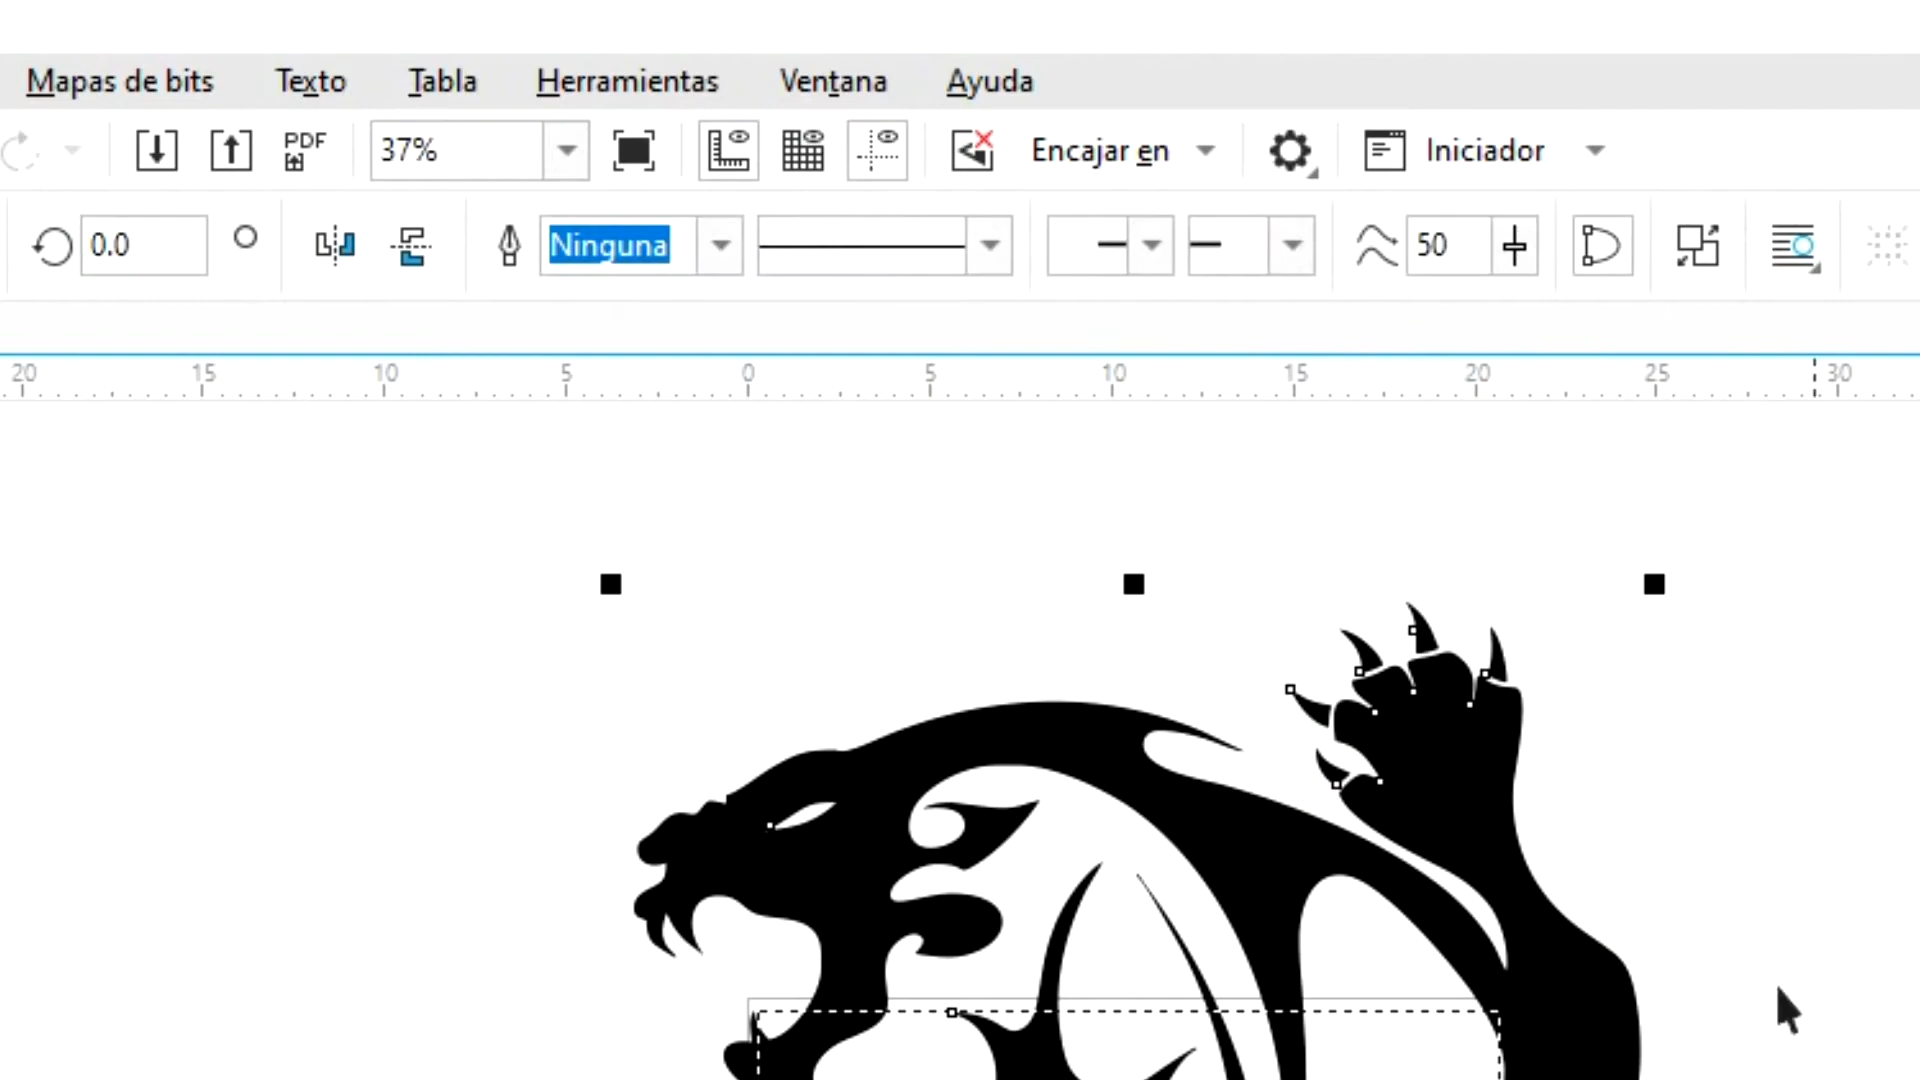 Mapas de bits Texto Tabla Herramientas Ventana Ayuda
PDF 37% Encajar en Iniciador
0.0 Ninguna 50
20 15 10 5 0 5 10 15 20 25 30